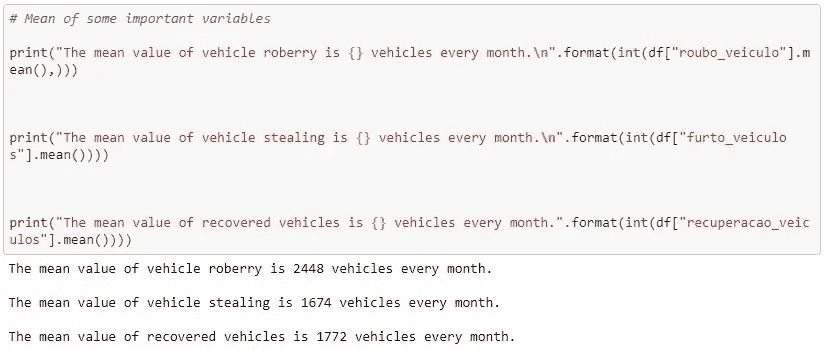 # Mean of some important variables
print("The mean value of vehicle roberry is {} vehicles every month.\n".format(int(df["roubo_veiculo"].m
ean(),)))
print("The mean value of vehicle stealing is {} vehicles every month.\n".format(int(df["furto_veiculo
s"].mean())))
print("The mean value of recovered vehicles is {} vehicles every month.".format(int(df["recuperacao_veic
ulos"].mean())))
The mean value of vehicle roberry is 2448 vehicles every month.
The mean value of vehicle stealing is 1674 vehicles every month.
The mean value of recovered vehicles is 1772 vehicles every month.